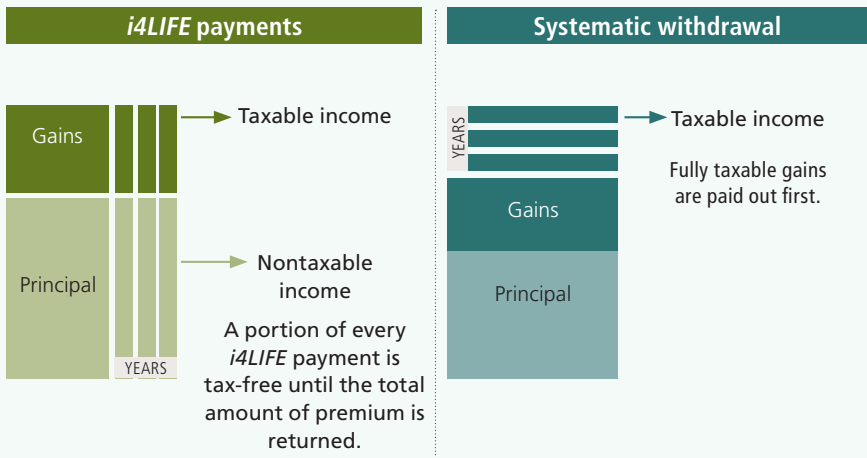 i4LIFE payments
Gains
Taxable income
Principal
Nontaxable
income
A portion of every
i4LIFE payment is
tax-free until the total
amount of premium is
returned.
YEARS
Systematic withdrawal
YEARS
Taxable income
Fully taxable gains
are paid out first.
Gains
Principal